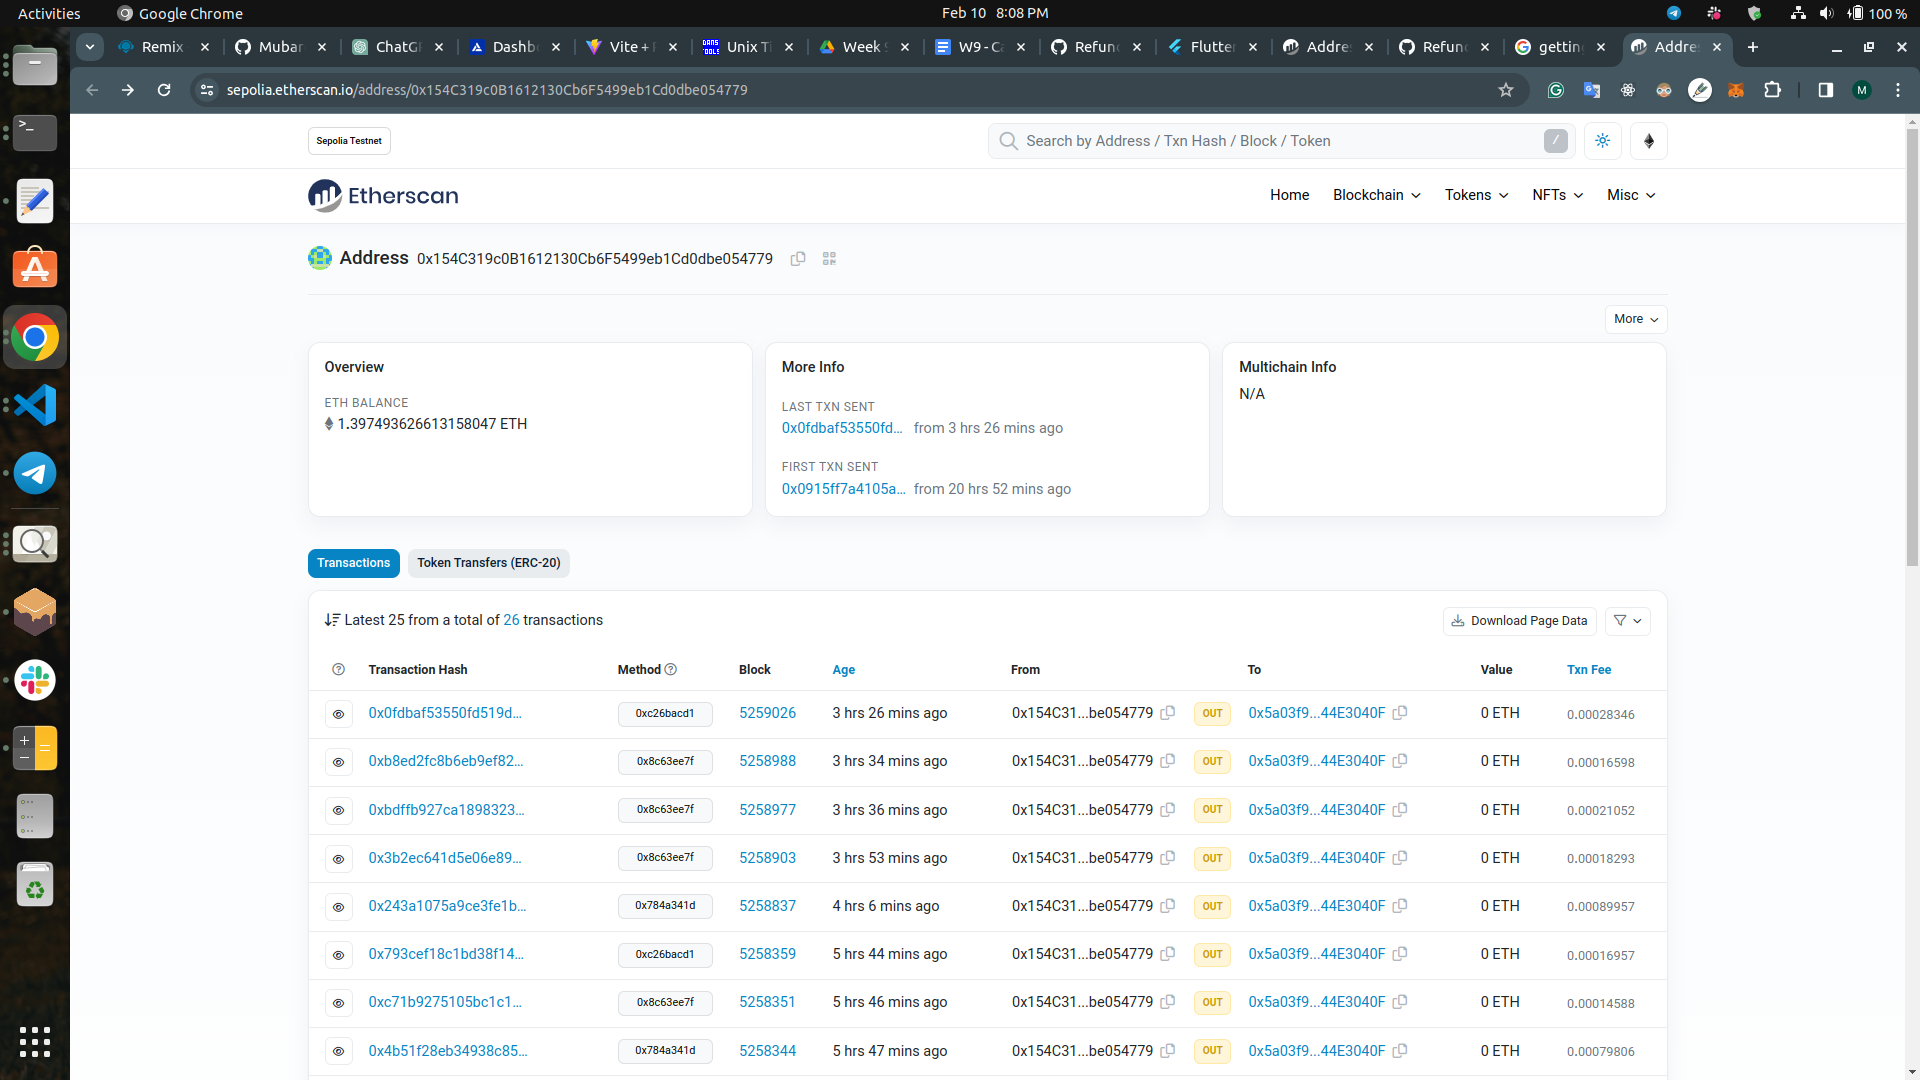 Activities
Google Chrome
Feb 10 8:08 PM
100 %
Remix
Mubar
ChatGP
Dashb
Vite +
Unix Ti
Week
W9 - C
Refun
Flutter
Addre
Refun
getting
Addre
sepolia.etherscan.io/address/0x154C319c0B1612130Cb6F5499eb1Cd0dbe054779
M
Sepolia Testnet
Search by Address / Txn Hash / Block / Token
/
Etherscan
Home
Blockchain
Tokens
NFTs
Misc
Address 0x154C319c0B1612130Cb6F5499eb1Cd0dbe054779
More
Overview
ETH BALANCE
1.397493626613158047 ETH
More Info
LAST TXN SENT
0x0fdbaf53550fd... from 3 hrs 26 mins ago
FIRST TXN SENT
0x0915ff7a4105a... from 20 hrs 52 mins ago
Multichain Info
N/A
Transactions
Token Transfers (ERC-20)
Latest 25 from a total of 26 transactions
Download Page Data
Transaction Hash Method Block Age From To Value Txn Fee
0x0fdbaf53550fd519d... 0xc26bacd1 5259026 3 hrs 26 mins ago 0x154C31...be054779 OUT 0x5a03f9...44E3040F 0 ETH 0.00028346
0xb8ed2fc8b6eb9ef82... 0x8c63ee7f 5258988 3 hrs 34 mins ago 0x154C31...be054779 OUT 0x5a03f9...44E3040F 0 ETH 0.00016598
0xbdffb927ca1898323... 0x8c63ee7f 5258977 3 hrs 36 mins ago 0x154C31...be054779 OUT 0x5a03f9...44E3040F 0 ETH 0.00021052
0x3b2ec641d5e06e89... 0x8c63ee7f 5258903 3 hrs 53 mins ago 0x154C31...be054779 OUT 0x5a03f9...44E3040F 0 ETH 0.00018293
0x243a1075a9ce3fe1b... 0x784a341d 5258837 4 hrs 6 mins ago 0x154C31...be054779 OUT 0x5a03f9...44E3040F 0 ETH 0.00089957
0x793cef18c1bd38f14... 0xc26bacd1 5258359 5 hrs 44 mins ago 0x154C31...be054779 OUT 0x5a03f9...44E3040F 0 ETH 0.00016957
0xc71b9275105bc1c1... 0x8c63ee7f 5258351 5 hrs 46 mins ago 0x154C31...be054779 OUT 0x5a03f9...44E3040F 0 ETH 0.00014588
0x4b51f28eb34938c85... 0x784a341d 5258344 5 hrs 47 mins ago 0x154C31...be054779 OUT 0x5a03f9...44E3040F 0 ETH 0.00079806